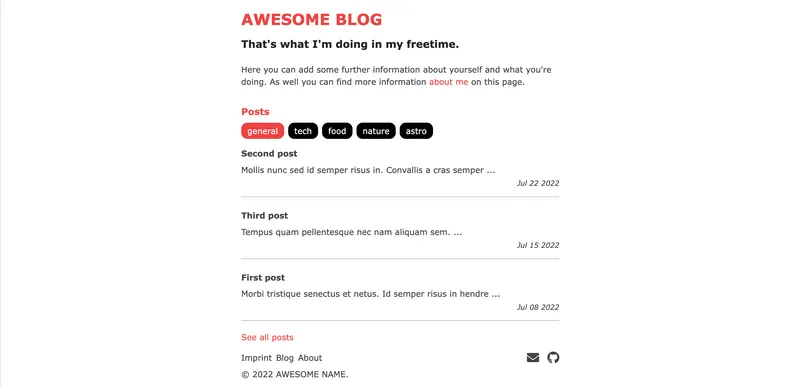 AWESOME BLOG
That's what I'm doing in my freetime.
Here you can add some further information about yourself and what you're
doing. As well you can find more information about me on this page.
Posts
general tech food nature astro
Second post
Mollis nunc sed id semper risus in. Convallis a cras semper ...
Jul 22 2022
Third post
Tempus quam pellentesque nec nam aliquam sem. ...
Jul 15 2022
First post
Morbi tristique senectus et netus. Id semper risus in hendre ...
Jul 08 2022
See all posts
Imprint Blog About
© 2022 AWESOME NAME.